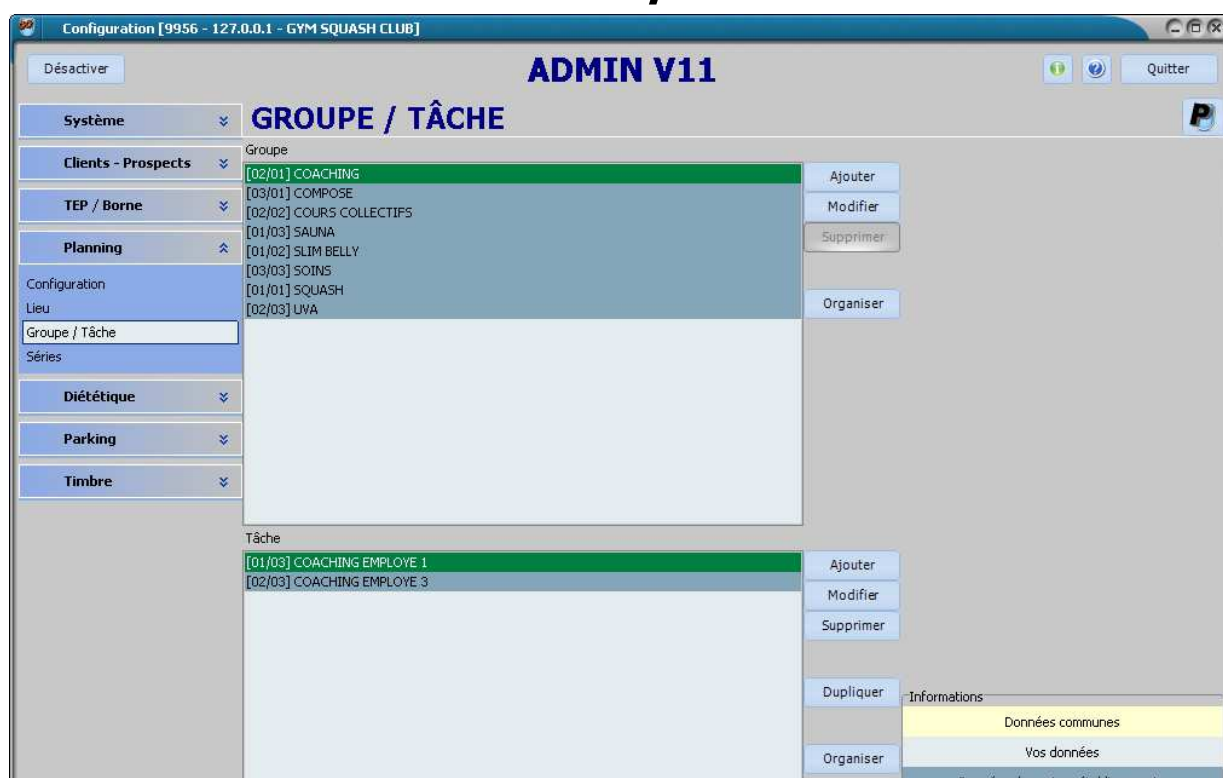 Configuration [9956 - 127.0.0.1 - GYM SQUASH CLUB]
Désactiver
ADMIN V11
Quitter
Système
GROUPE / TÂCHE
Clients - Prospects
TEP / Borne
Planning
Configuration
Lieu
Groupe / Tâche
Séries
Diététique
Parking
Timbre
Groupe
[02/01] COACHING
[03/01] COMPOSE
[02/02] COURS COLLECTIFS
[01/03] SAUNA
[01/02] SLIM BELLY
[03/03] SOINS
[01/01] SQUASH
[02/03] UVA
Ajouter
Modifier
Supprimer
Organiser
Tâche
[01/03] COACHING EMPLOYE 1
[02/03] COACHING EMPLOYE 3
Ajouter
Modifier
Supprimer
Dupliquer
Organiser
Informations
Données communes
Vos données